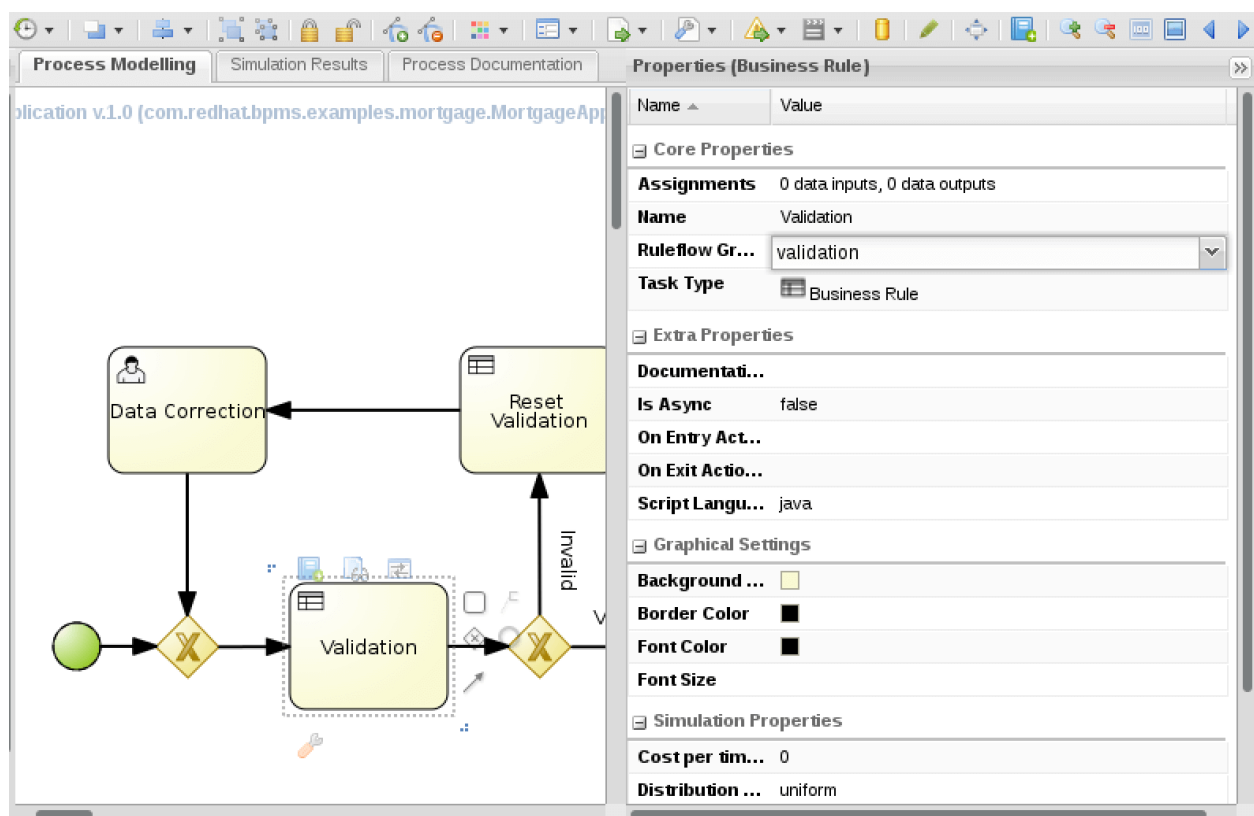 Process Modelling
Simulation Results
Process Documentation
plication v.1.0 (com.redhat.bpms.examples.mortgage.MortgageApp
Data Correction
Reset
Validation
Invalid
Validation
V
Properties (Business Rule)
Name Value
Core Properties
Assignments 0 data inputs, 0 data outputs
Name Validation
Ruleflow Gr... validation
Task Type Business Rule
Extra Properties
Documentati...
Is Async false
On Entry Act...
On Exit Actio...
Script Langu... java
Graphical Settings
Background ...
Border Color
Font Color
Font Size
Simulation Properties
Cost per tim... 0
Distribution ... uniform